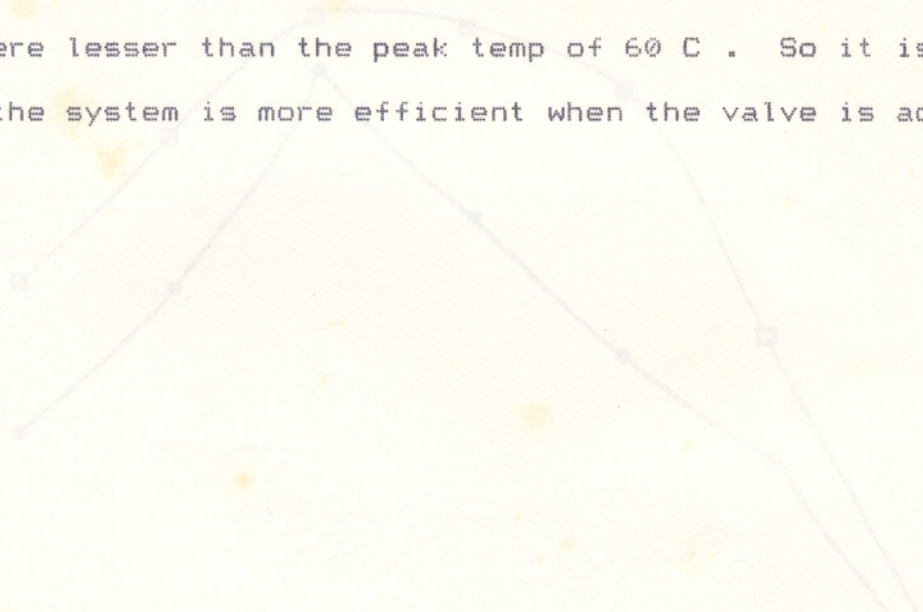 ere lesser than the peak temp of 60 C . So it is
the system is more efficient when the valve is